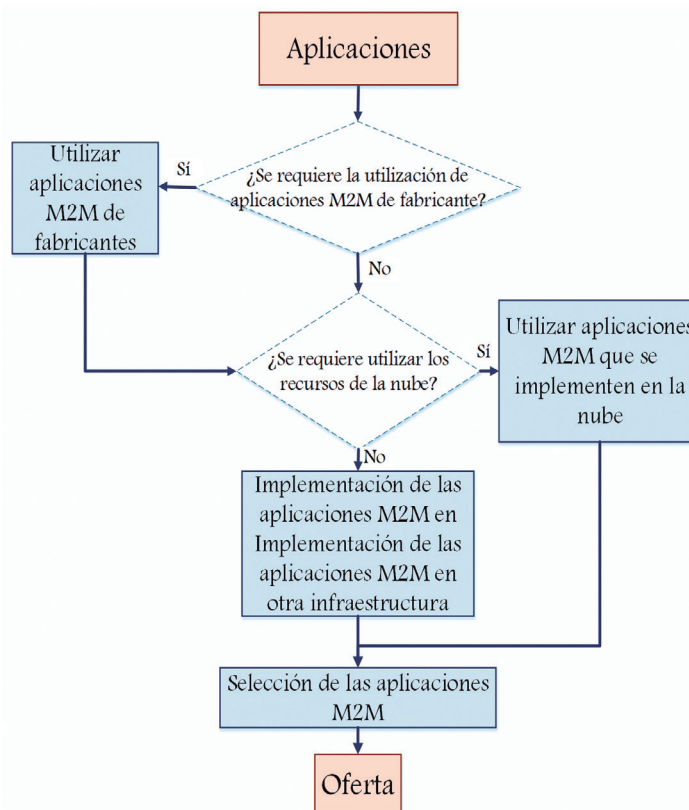 Aplicaciones
¿Se requiere la utilización de
aplicaciones M2M de fabricante?
Sí
Utilizar
aplicaciones
M2M de
fabricantes
No
¿Se requiere utilizar los
recursos de la nube?
Sí
Utilizar aplicaciones
M2M que se
implementen en la
nube
No
Implementación de las
aplicaciones M2M en
Implementación de las
aplicaciones M2M en
otra infraestructura
Selección de las aplicaciones
M2M
Oferta